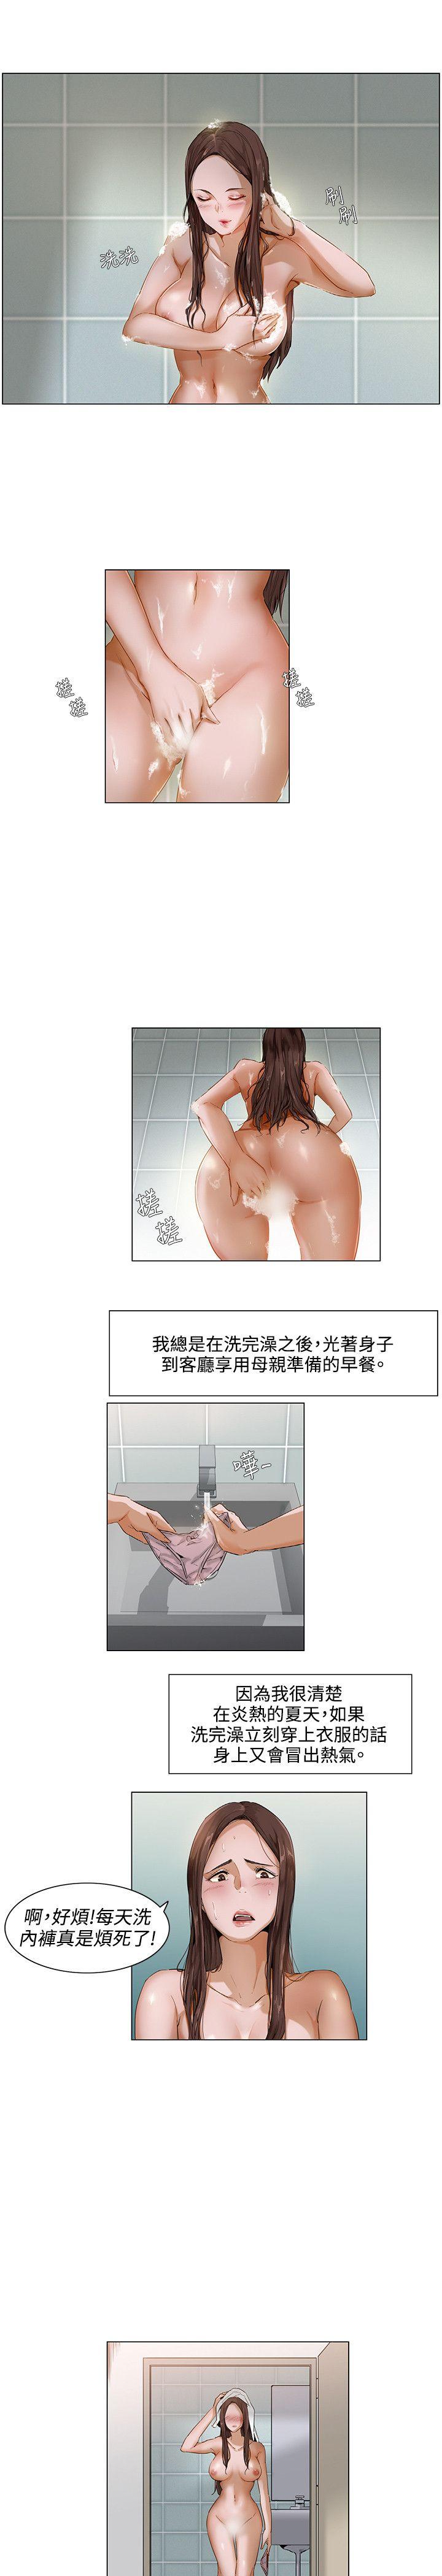 刷
刷
洗洗
搓
搓
搓
搓
搓
搓
我總是在洗完澡之後,光著身子
到客廳享用母親準備的早餐。
嘩~
因為我很清楚
在炎熱的夏天,如果
洗完澡立刻穿上衣服的話
身上又會冒出熱氣。
啊,好煩!每天洗
內褲真是煩死了!